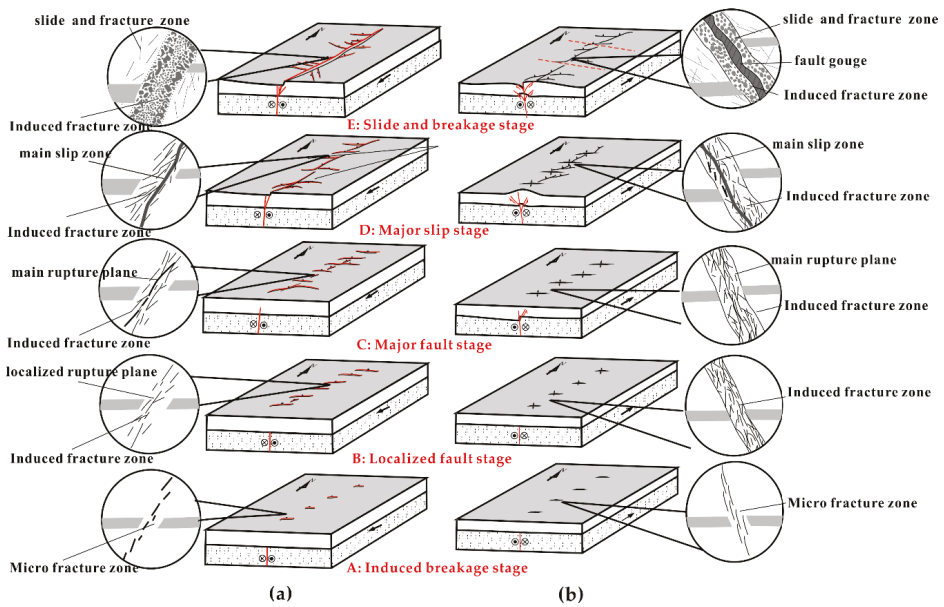 slide and fracture zone
Induced fracture zone
slide and fracture zone
fault gouge
Induced fracture zone
E: Slide and breakage stage
main slip zone
Induced fracture zone
main slip zone
Induced fracture zone
D: Major slip stage
main rupture plane
Induced fracture zone
main rupture plane
Induced fracture zone
C: Major fault stage
localized rupture plane
Induced fracture zone
Induced fracture zone
B: Localized fault stage
Micro fracture zone
Micro fracture zone
A: Induced breakage stage
(a)
(b)